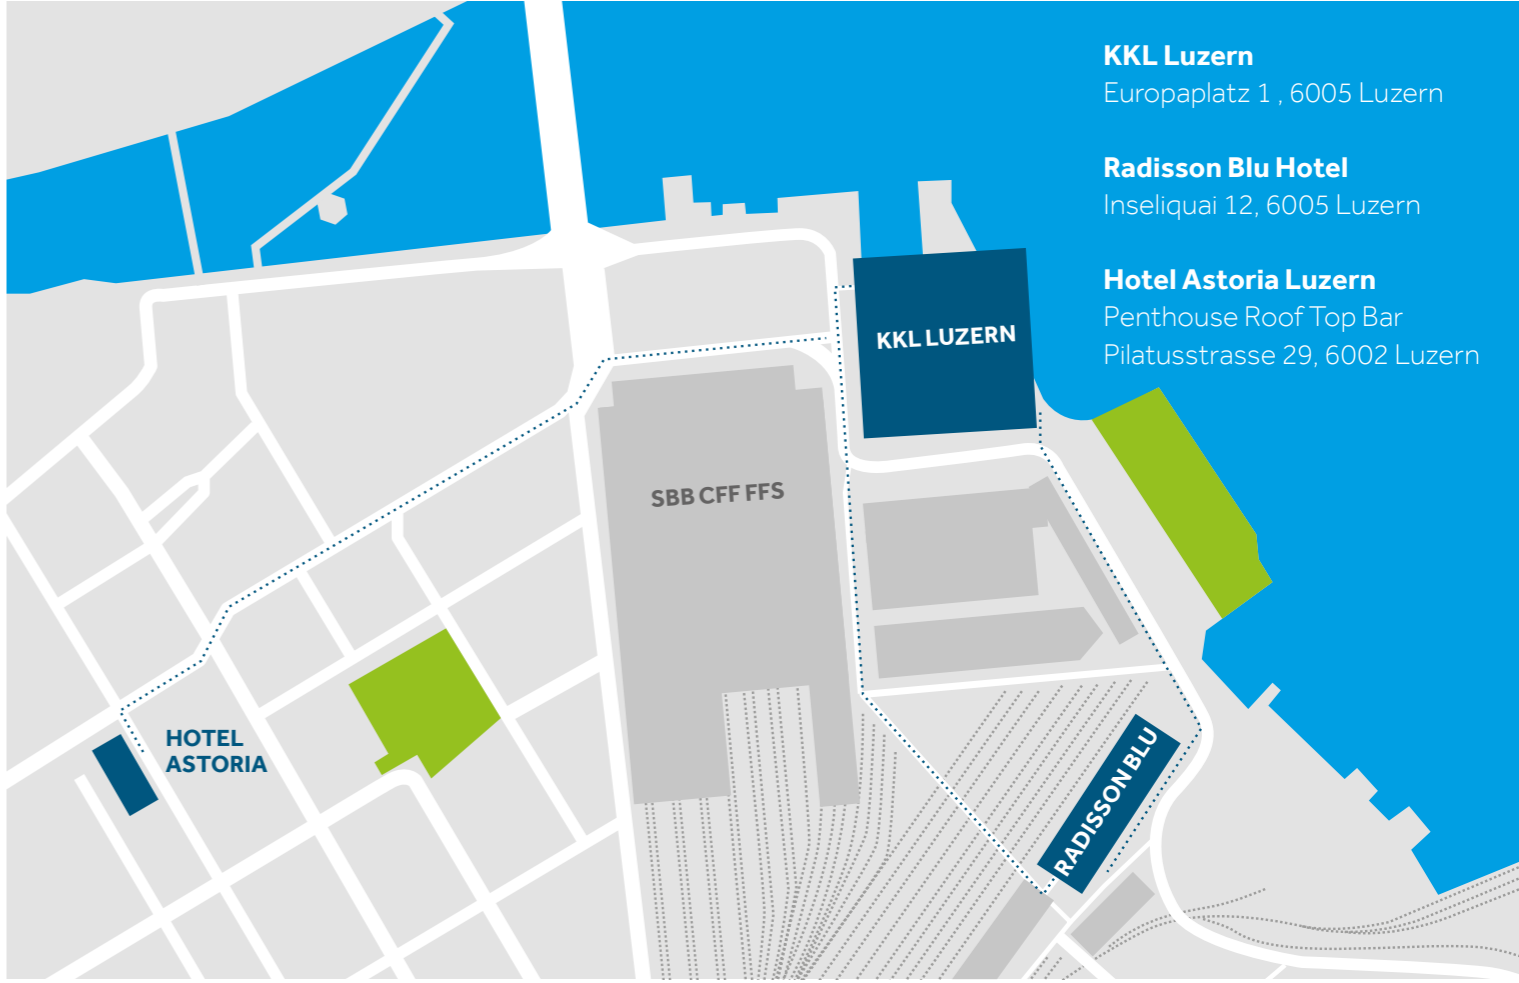 KKL Luzern
Europaplatz 1 , 6005 Luzern
Radisson Blu Hotel
Inseliquai 12, 6005 Luzern
Hotel Astoria Luzern
Penthouse Roof Top Bar
Pilatusstrasse 29, 6002 Luzern
KKL LUZERN
SBB CFF FFS
HOTEL
ASTORIA
RADISSON BLU